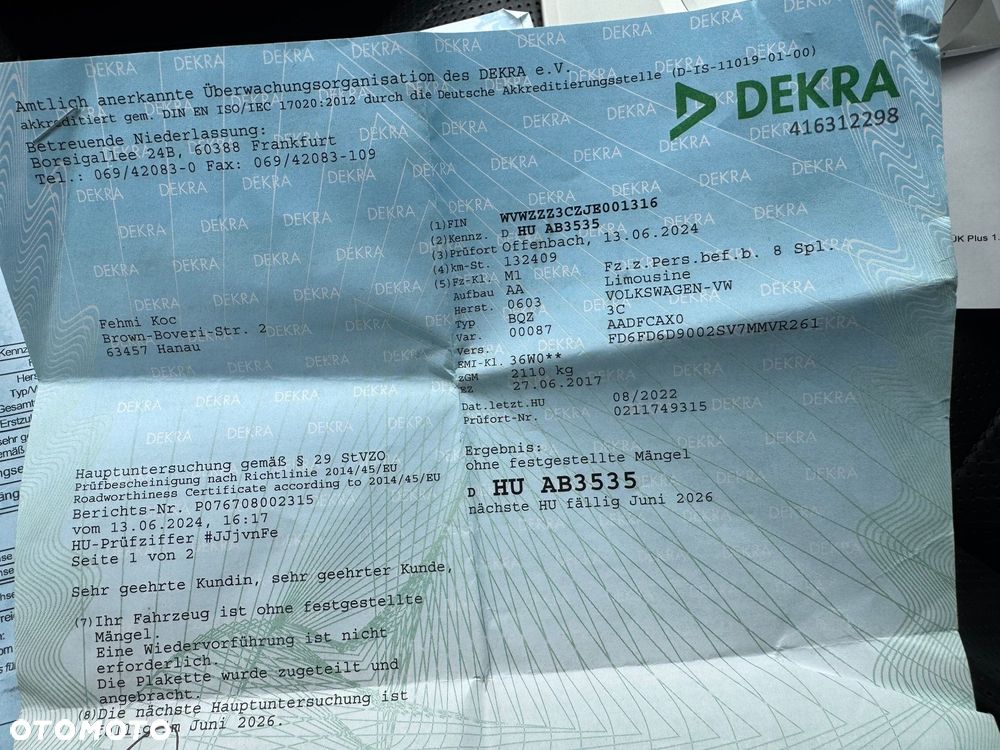 Amtlich anerkannte Überwachungsorganisation des DEKRA e.V.
akkreditiert gem. DIN EN ISO/IEC 17020:2012 durch die Deutsche Akkreditierungsstelle (D-IS-11019-01-00)
DEKRA
416312298
Betreuende Niederlassung:
Borsigallee 24B, 60388 Frankfurt
Tel.: 069/42083-0 Fax: 069/42083-109
(1)FIN WVWZZZ3CZJE001316
(2)Kennz. D HU AB3535
(3)Prüfort Offenbach, 13.06.2024
(4)km-St. 132409
(5)Fz-Kl. M1 Fz.z.Pers.bef.b. 8 Spl.
Aufbau AA Limousine
Herst. 0603 VOLKSWAGEN-VW
Typ BQZ 3C
Var. 00087 AADFCAX0
Vers. FD6FD6D9002SV7MMVR261
EMI-Kl. 36W0**
zGM 2110 kg
EZ 27.06.2017
Dat.letzt.HU 08/2022
Prüfort-Nr. 0211749315
Fehmi Koc
Brown-Boveri-Str. 2
63457 Hanau
Ergebnis:
ohne festgestellte Mängel
D HU AB3535
nächste HU fällig Juni 2026
Hauptuntersuchung gemäß § 29 StVZO
Prüfbescheinigung nach Richtlinie 2014/45/EU
Roadworthiness Certificate according to 2014/45/EU
Berichts-Nr. P076708002315
vom 13.06.2024, 16:17
HU-Prüfziffer #JJjvnFe
Seite 1 von 2
Sehr geehrte Kundin, sehr geehrter Kunde,
(7)Ihr Fahrzeug ist ohne festgestellte
Mängel.
Eine Wiedervorführung ist nicht
erforderlich.
Die Plakette wurde zugeteilt und
angebracht.
(8)Die nächste Hauptuntersuchung ist
fällig im Juni 2026.
OTOMOTO
ÜK Plus 1.